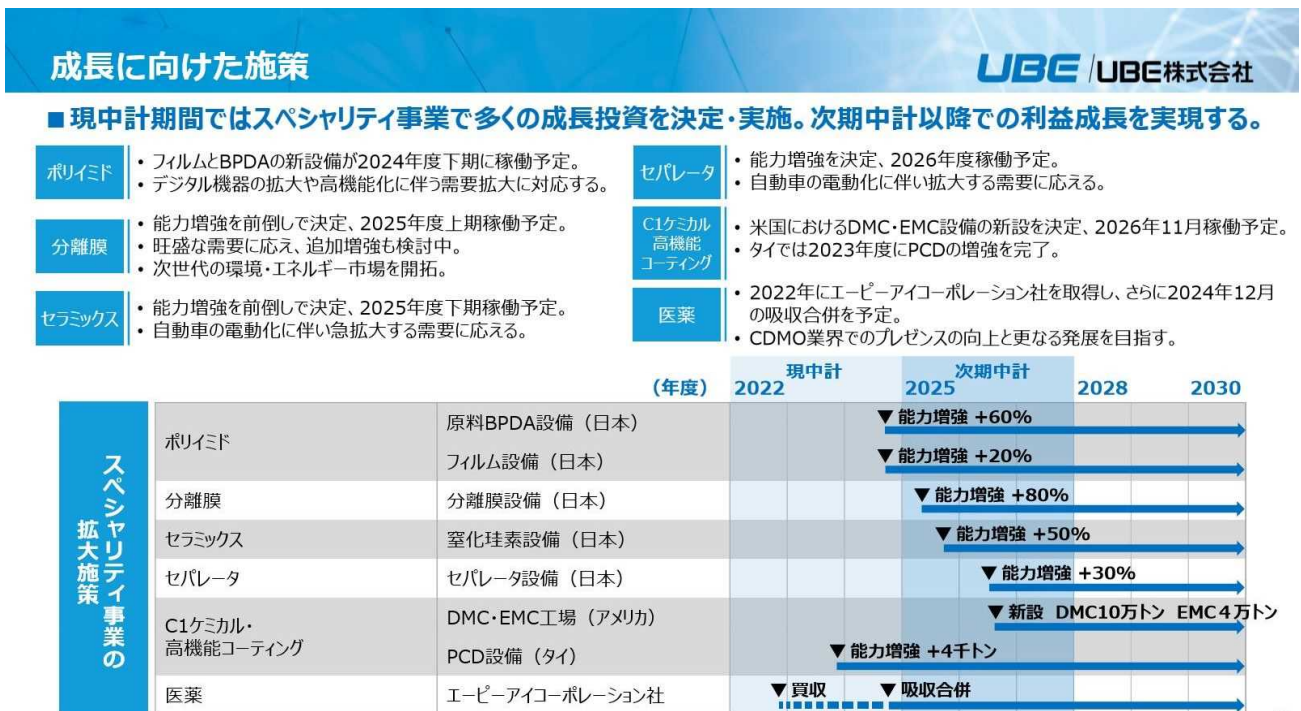 成長に向けた施策
UBE /UBE株式会社
■現中計期間ではスペシャリティ事業で多くの成長投資を決定・実施。次期中計以降での利益成長を実現する。
ポリイミド
• フィルムとBPDAの新設備が2024年度下期に稼働予定。
• デジタル機器の拡大や高機能化に伴う需要拡大に対応する。
分離膜
• 能力増強を前倒しで決定、2025年度上期稼働予定。
• 旺盛な需要に応え、追加増強も検討中。
• 次世代の環境・エネルギー市場を開拓。
セラミックス
• 能力増強を前倒しで決定、2025年度下期稼働予定。
• 自動車の電動化に伴い急拡大する需要に応える。
セパレータ
• 能力増強を決定、2026年度稼働予定。
• 自動車の電動化に伴い拡大する需要に応える。
C1ケミカル
高機能
コーティング
• 米国におけるDMC・EMC設備の新設を決定、2026年11月稼働予定。
• タイでは2023年度にPCDの増強を完了。
医薬
• 2022年にエーピーアイコーポレーション社を取得し、さらに2024年12月
の吸収合併を予定。
• CDMO業界でのプレゼンスの向上と更なる発展を目指す。
現中計 次期中計
(年度) 2022 2025 2028 2030
スペシャリティ事業の
拡大施策
ポリイミド
原料BPDA設備（日本） ▼能力増強 +60%
フィルム設備（日本） ▼能力増強 +20%
分離膜 分離膜設備（日本） ▼能力増強 +80%
セラミックス 窒化珪素設備（日本） ▼能力増強 +50%
セパレータ セパレータ設備（日本） ▼能力増強 +30%
C1ケミカル・
高機能コーティング
DMC・EMC工場（アメリカ） ▼新設 DMC10万トン EMC４万トン
PCD設備（タイ） ▼能力増強 +4千トン
医薬 エーピーアイコーポレーション社 ▼買収 ▼吸収合併